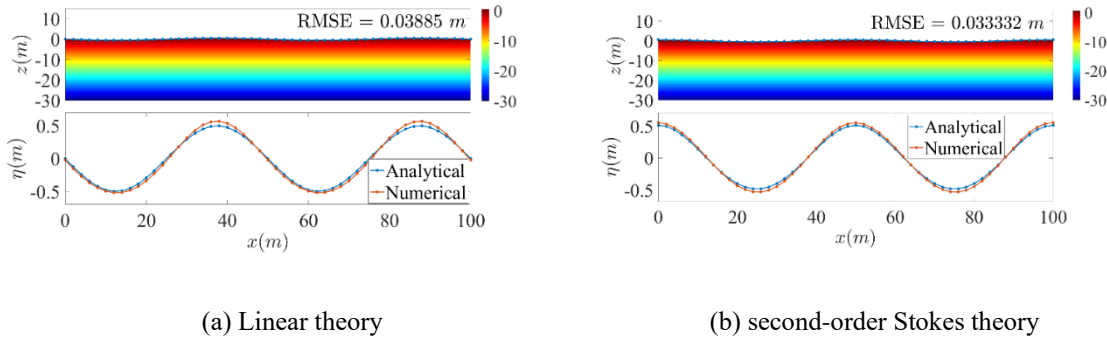 RMSE = 0.03885 m
z(m)
10
0
-10
-20
-30
0
-10
-20
-30
η(m)
0.5
0
-0.5
Analytical
Numerical
0 20 40 60 80 100
x(m)
RMSE = 0.033332 m
z(m)
10
0
-10
-20
-30
0
-10
-20
-30
η(m)
0.5
0
-0.5
Analytical
Numerical
0 20 40 60 80 100
x(m)
(a) Linear theory
(b) second-order Stokes theory